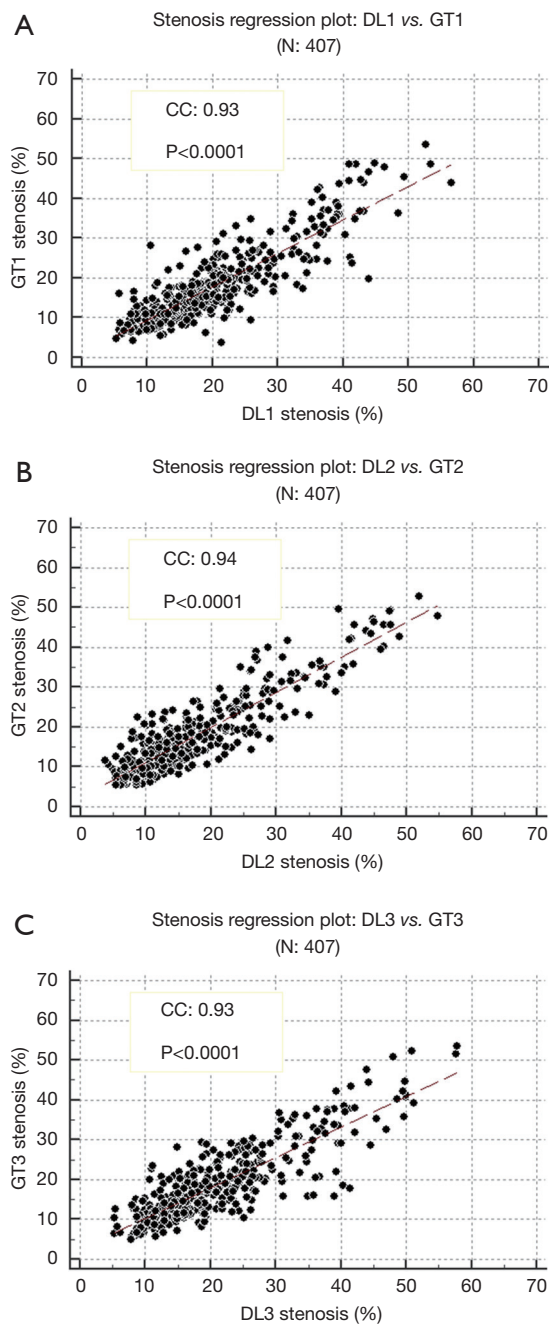 A
Stenosis regression plot: DL1 vs. GT1
(N: 407)
CC: 0.93
P<0.0001
GT1 stenosis (%)
70
60
50
40
30
20
10
0
0 10 20 30 40 50 60 70
DL1 stenosis (%)
B
Stenosis regression plot: DL2 vs. GT2
(N: 407)
CC: 0.94
P<0.0001
GT2 stenosis (%)
70
60
50
40
30
20
10
0
0 10 20 30 40 50 60 70
DL2 stenosis (%)
C
Stenosis regression plot: DL3 vs. GT3
(N: 407)
CC: 0.93
P<0.0001
GT3 stenosis (%)
70
60
50
40
30
20
10
0
0 10 20 30 40 50 60 70
DL3 stenosis (%)